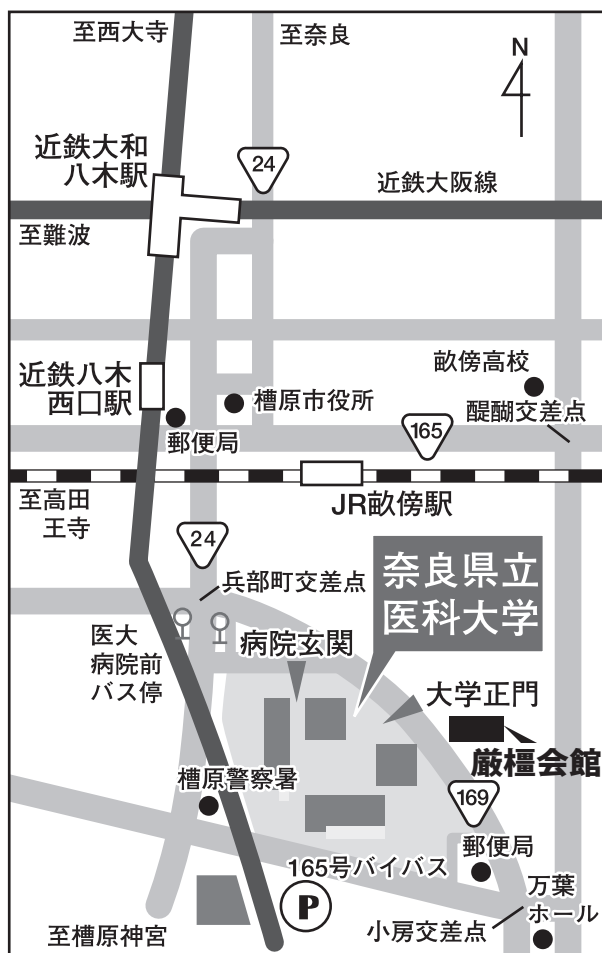 至西大寺
至奈良
N
近鉄大和
八木駅
24
近鉄大阪線
至難波
畝傍高校
近鉄八木
西口駅
橿原市役所
醍醐交差点
165
郵便局
至高田
王寺
JR畝傍駅
24
奈良県立
医科大学
兵部町交差点
医大
病院前
バス停
病院玄関
大学正門
厳橿会館
橿原警察署
169
郵便局
165号バイパス
P
万葉
ホール
小房交差点
至橿原神宮